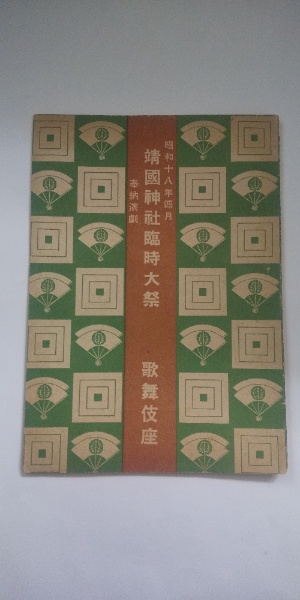 昭和十八年四月
靖國神社臨時大祭
奉納演劇
歌舞伎座